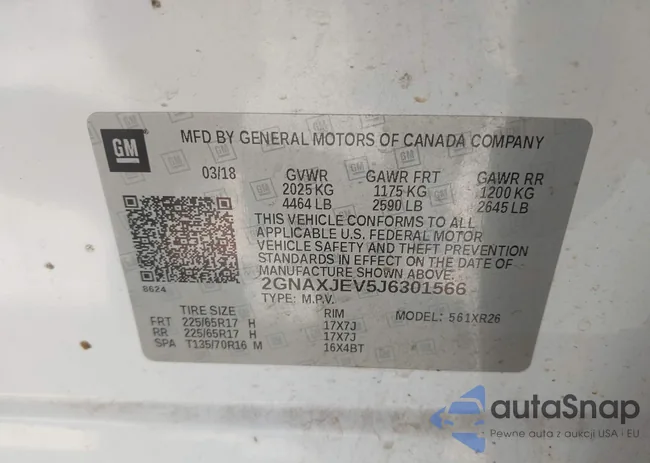 GM
MFD BY GENERAL MOTORS OF CANADA COMPANY
03/18 GVWR GAWR FRT GAWR RR
2025 KG 1175 KG 1200 KG
4464 LB 2590 LB 2645 LB
THIS VEHICLE CONFORMS TO ALL
APPLICABLE U.S. FEDERAL MOTOR
VEHICLE SAFETY AND THEFT PREVENTION
STANDARDS IN EFFECT ON THE DATE OF
MANUFACTURE SHOWN ABOVE.
8624
2GNAXJEV5J6301566
TYPE: M.P.V.
TIRE SIZE RIM MODEL: 561XR26
FRT 225/65R17 H 17X7J
RR 225/65R17 H 17X7J
SPA T135/70R16 M 16X4BT
autoSnap
Pewne auta z aukcji USA i EU